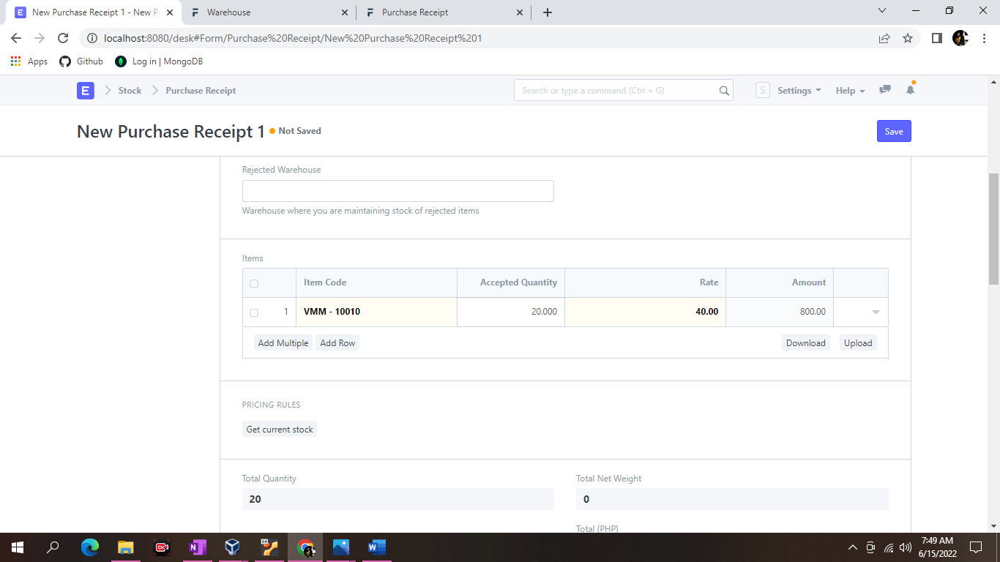 New Purchase Receipt 1 - New P
Warehouse
Purchase Receipt
localhost:8080/desk#Form/Purchase%20Receipt/New%20Purchase%20Receipt%201
Apps
Github
Log in | MongoDB
E
Stock
Purchase Receipt
Search or type a command (Ctrl + G)
S
Settings
Help
New Purchase Receipt 1
Not Saved
Save
Rejected Warehouse
Warehouse where you are maintaining stock of rejected items
Items
Item Code Accepted Quantity Rate Amount
1 VMM - 10010 20.000 40.00 800.00
Add Multiple Add Row Download Upload
PRICING RULES
Get current stock
Total Quantity Total Net Weight
20 0
Total (PHP)
7:49 AM
6/15/2022